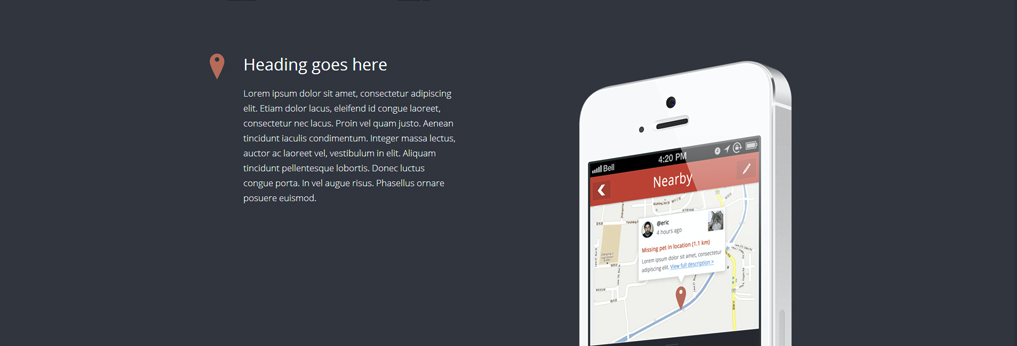 Heading goes here
Lorem ipsum dolor sit amet, consectetur adipiscing
elit. Etiam dolor lacus, eleifend id congue laoreet,
consectetur nec lacus. Proin vel quam justo. Aenean
tincidunt iaculis condimentum. Integer massa lectus,
auctor ac laoreet vel, vestibulum in elit. Aliquam
tincidunt pellentesque lobortis. Donec luctus
congue porta. In vel augue risus. Phasellus ornare
posuere euismod.
Bell 4:20 PM
Nearby
@eric
4 hours ago
Missing pet in location (1.1 km)
Lorem ipsum dolor sit amet, consectetur
adipiscing elit. View full description >